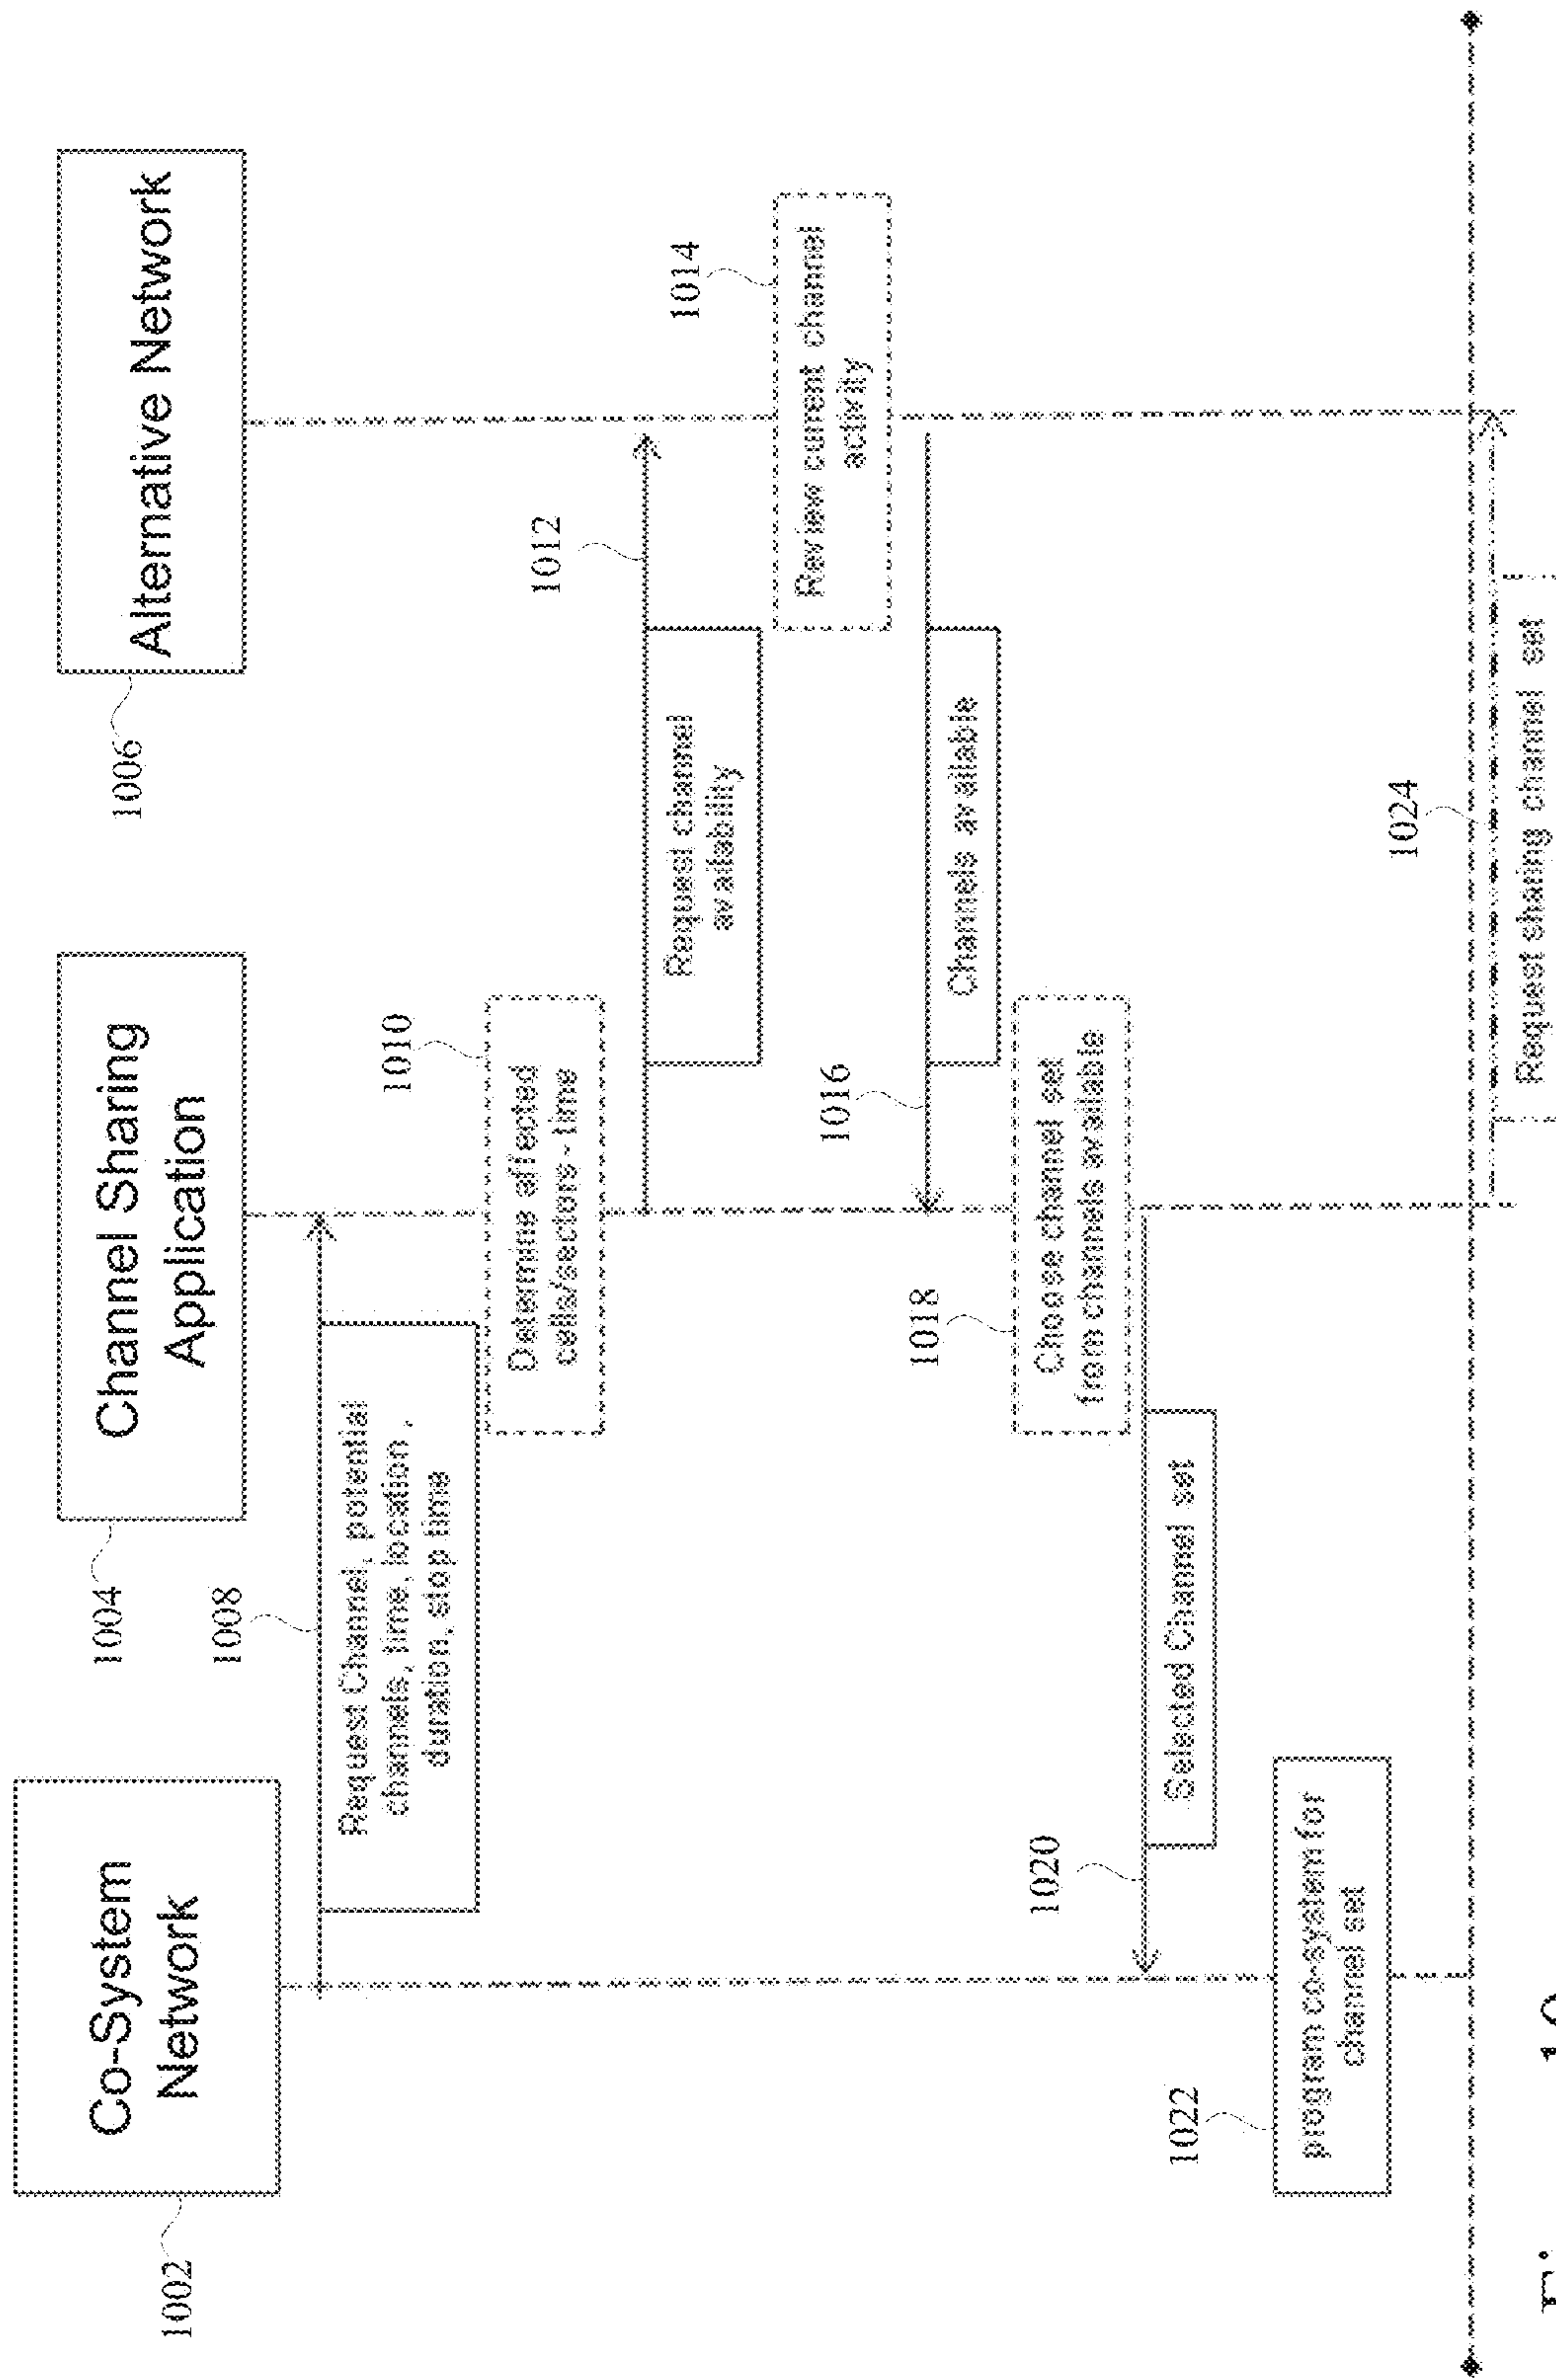 Co-System
Network
1002
Channel Sharing
Application
1004
Alternative Network
1006
1008
Request Channel, potential
channels, time, location,
duration, stop time
1010
Determine affected
cells/sectors - time
1012
Request channel
availability
1014
Review current channel
activity
1016
Channels available
1018
Choose channel set
from channels available
1020
Selected Channel set
1022
program co-system for
channel set
1024
Request sharing channel set